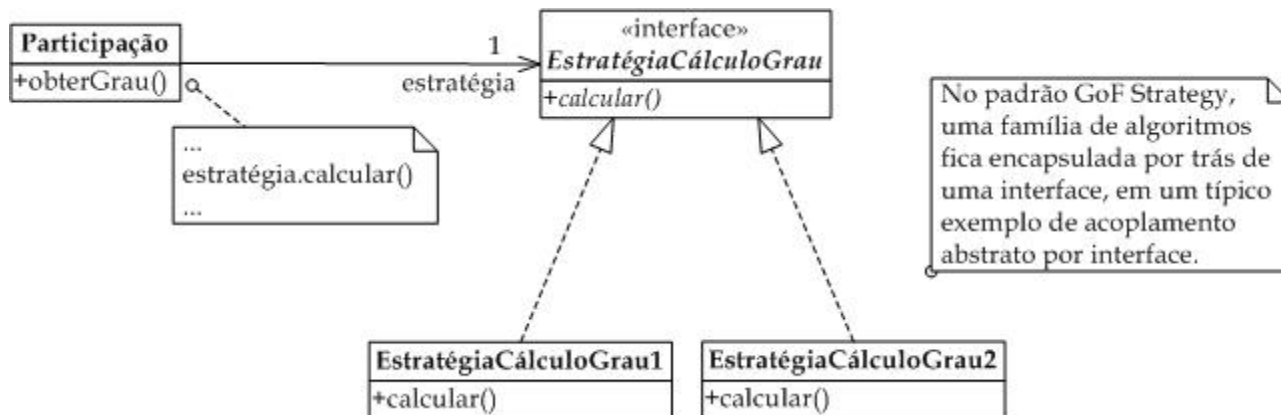 Participação
+obterGrau()
1
estratégia
«interface»
EstratégiaCálculoGrau
+calcular()
...
estratégia.calcular()
...
No padrão GoF Strategy,
uma família de algoritmos
fica encapsulada por trás de
uma interface, em um típico
exemplo de acoplamento
abstrato por interface.
EstratégiaCálculoGrau1
+calcular()
EstratégiaCálculoGrau2
+calcular()